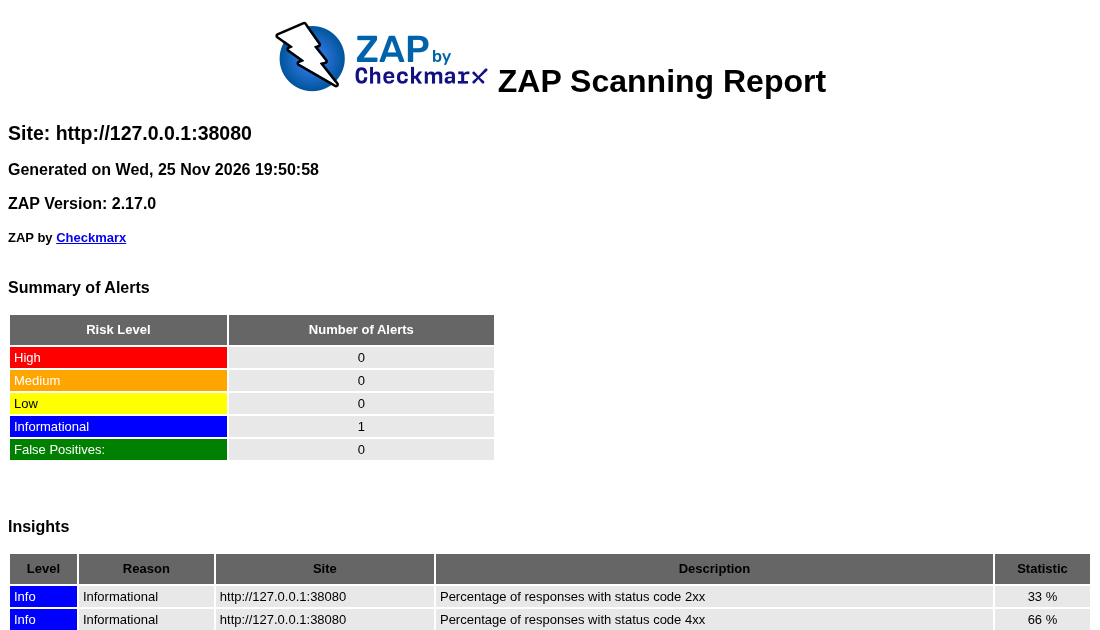 ZAP by
Checkmarx ZAP Scanning Report
Site: http://127.0.0.1:38080
Generated on Wed, 25 Nov 2026 19:50:58
ZAP Version: 2.17.0
ZAP by Checkmarx
Summary of Alerts
Risk Level Number of Alerts
High 0
Medium 0
Low 0
Informational 1
False Positives: 0
Insights
Level Reason Site Description Statistic
Info Informational http://127.0.0.1:38080 Percentage of responses with status code 2xx 33 %
Info Informational http://127.0.0.1:38080 Percentage of responses with status code 4xx 66 %